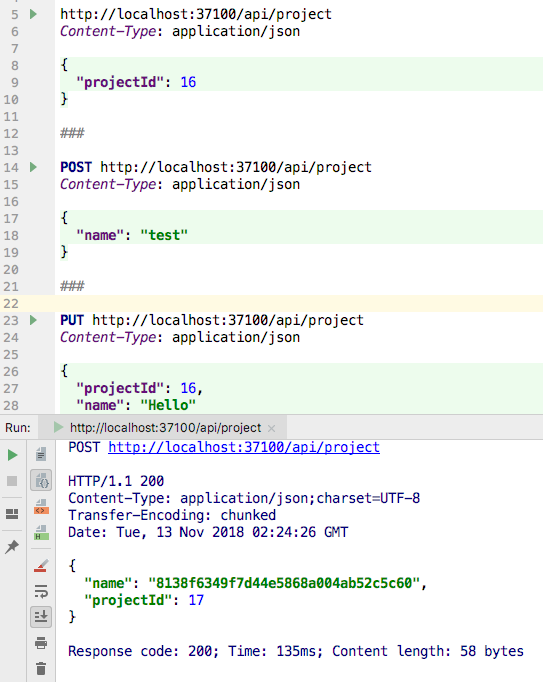 5 http://localhost:37100/api/project
6 Content-Type: application/json
7
8 {
9 "projectId": 16
10 }
11
12 ###
13
14 POST http://localhost:37100/api/project
15 Content-Type: application/json
16
17 {
18 "name": "test"
19 }
20
21 ###
22
23 PUT http://localhost:37100/api/project
24 Content-Type: application/json
25
26 {
27 "projectId": 16,
28 "name": "Hello"
Run: http://localhost:37100/api/project ×
POST http://localhost:37100/api/project
HTTP/1.1 200
Content-Type: application/json;charset=UTF-8
Transfer-Encoding: chunked
Date: Tue, 13 Nov 2018 02:24:26 GMT
{
"name": "8138f6349f7d44e5868a004ab52c5c60",
"projectId": 17
}
Response code: 200; Time: 135ms; Content length: 58 bytes